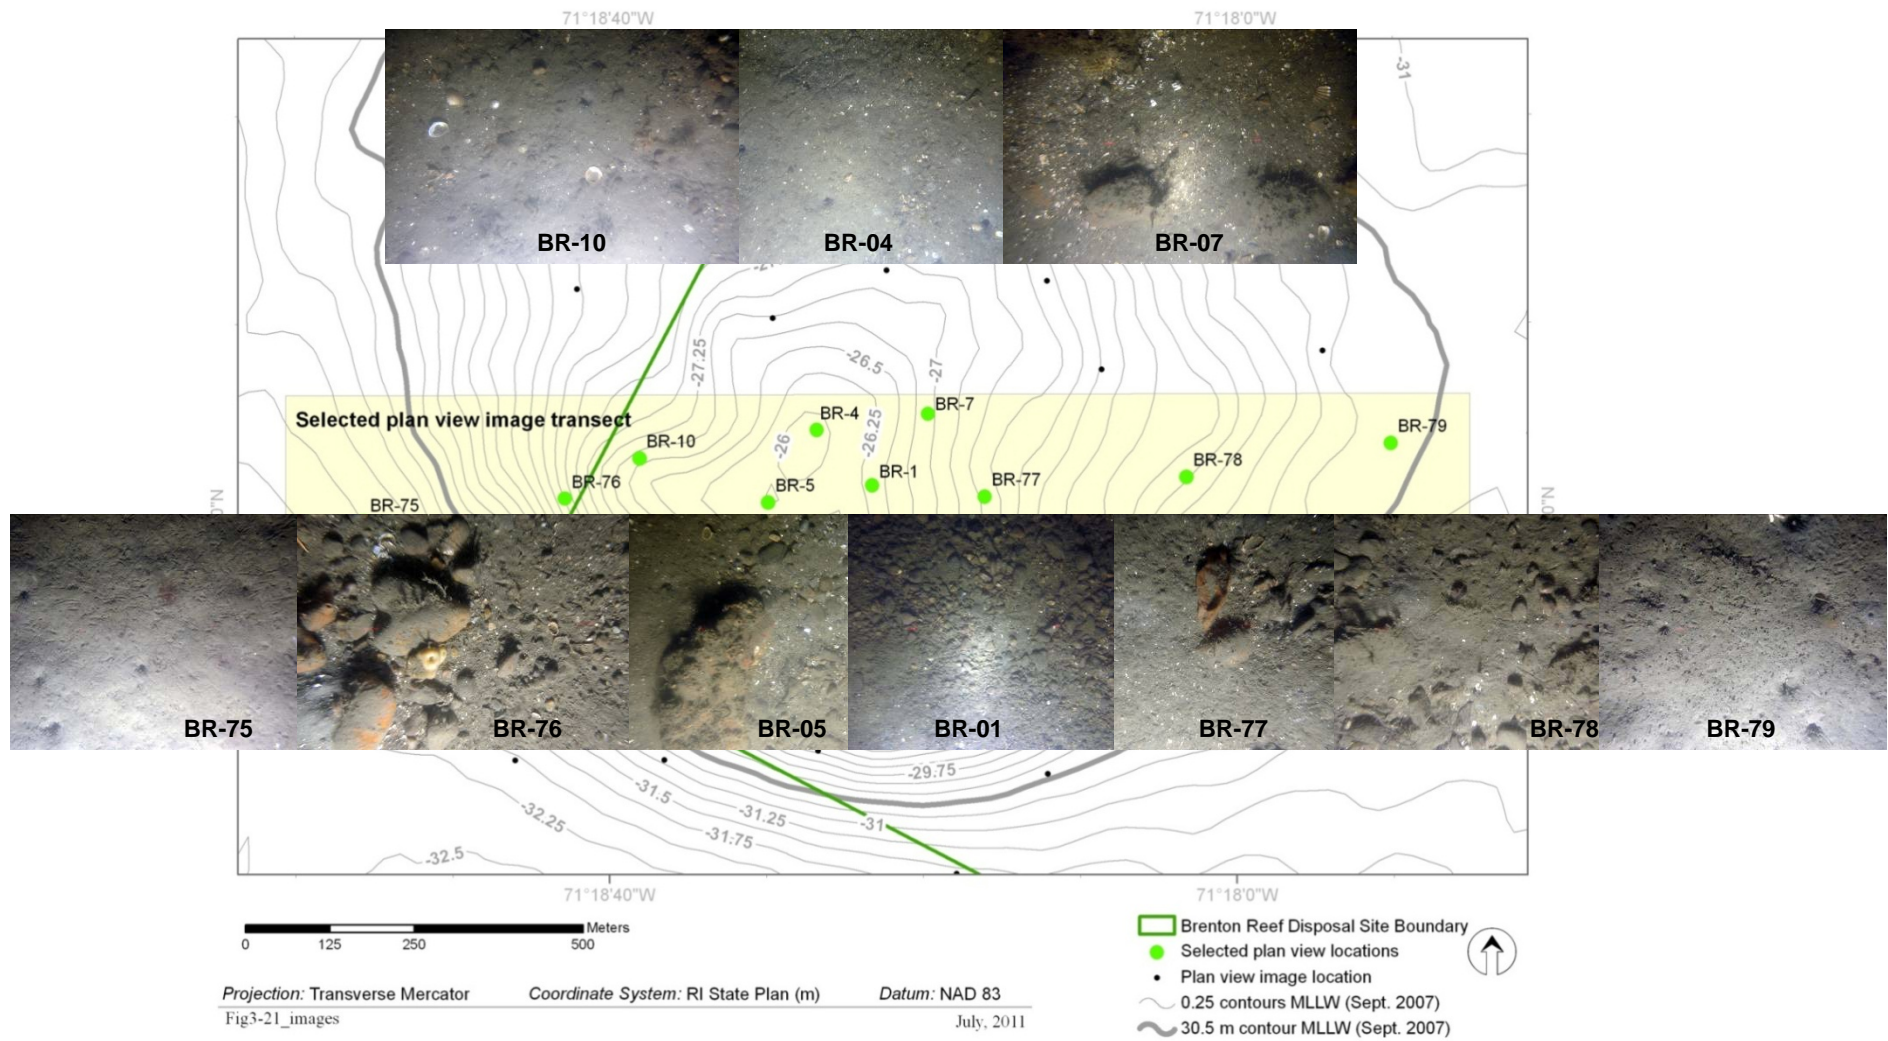 71°18'40"W
71°18'0"W
-31
BR-10
BR-04
BR-07
-27.25
-26.5
-27
Selected plan view image transect
BR-4
BR-7
-26.25
BR-79
BR-10
-26
BR-1
BR-78
BR-76
BR-5
BR-77
BR-75
0"N
BR-75
BR-76
BR-05
BR-01
BR-77
BR-78
BR-79
-29.75
-31.5
-32.25
-31.25
-31
-31.75
-32.5
71°18'40"W
71°18'0"W
Meters
0 125 250 500
Brenton Reef Disposal Site Boundary
Selected plan view locations
Plan view image location
0.25 contours MLLW (Sept. 2007)
30.5 m contour MLLW (Sept. 2007)
Projection: Transverse Mercator Coordinate System: RI State Plan (m) Datum: NAD 83
Fig3-21_images July, 2011